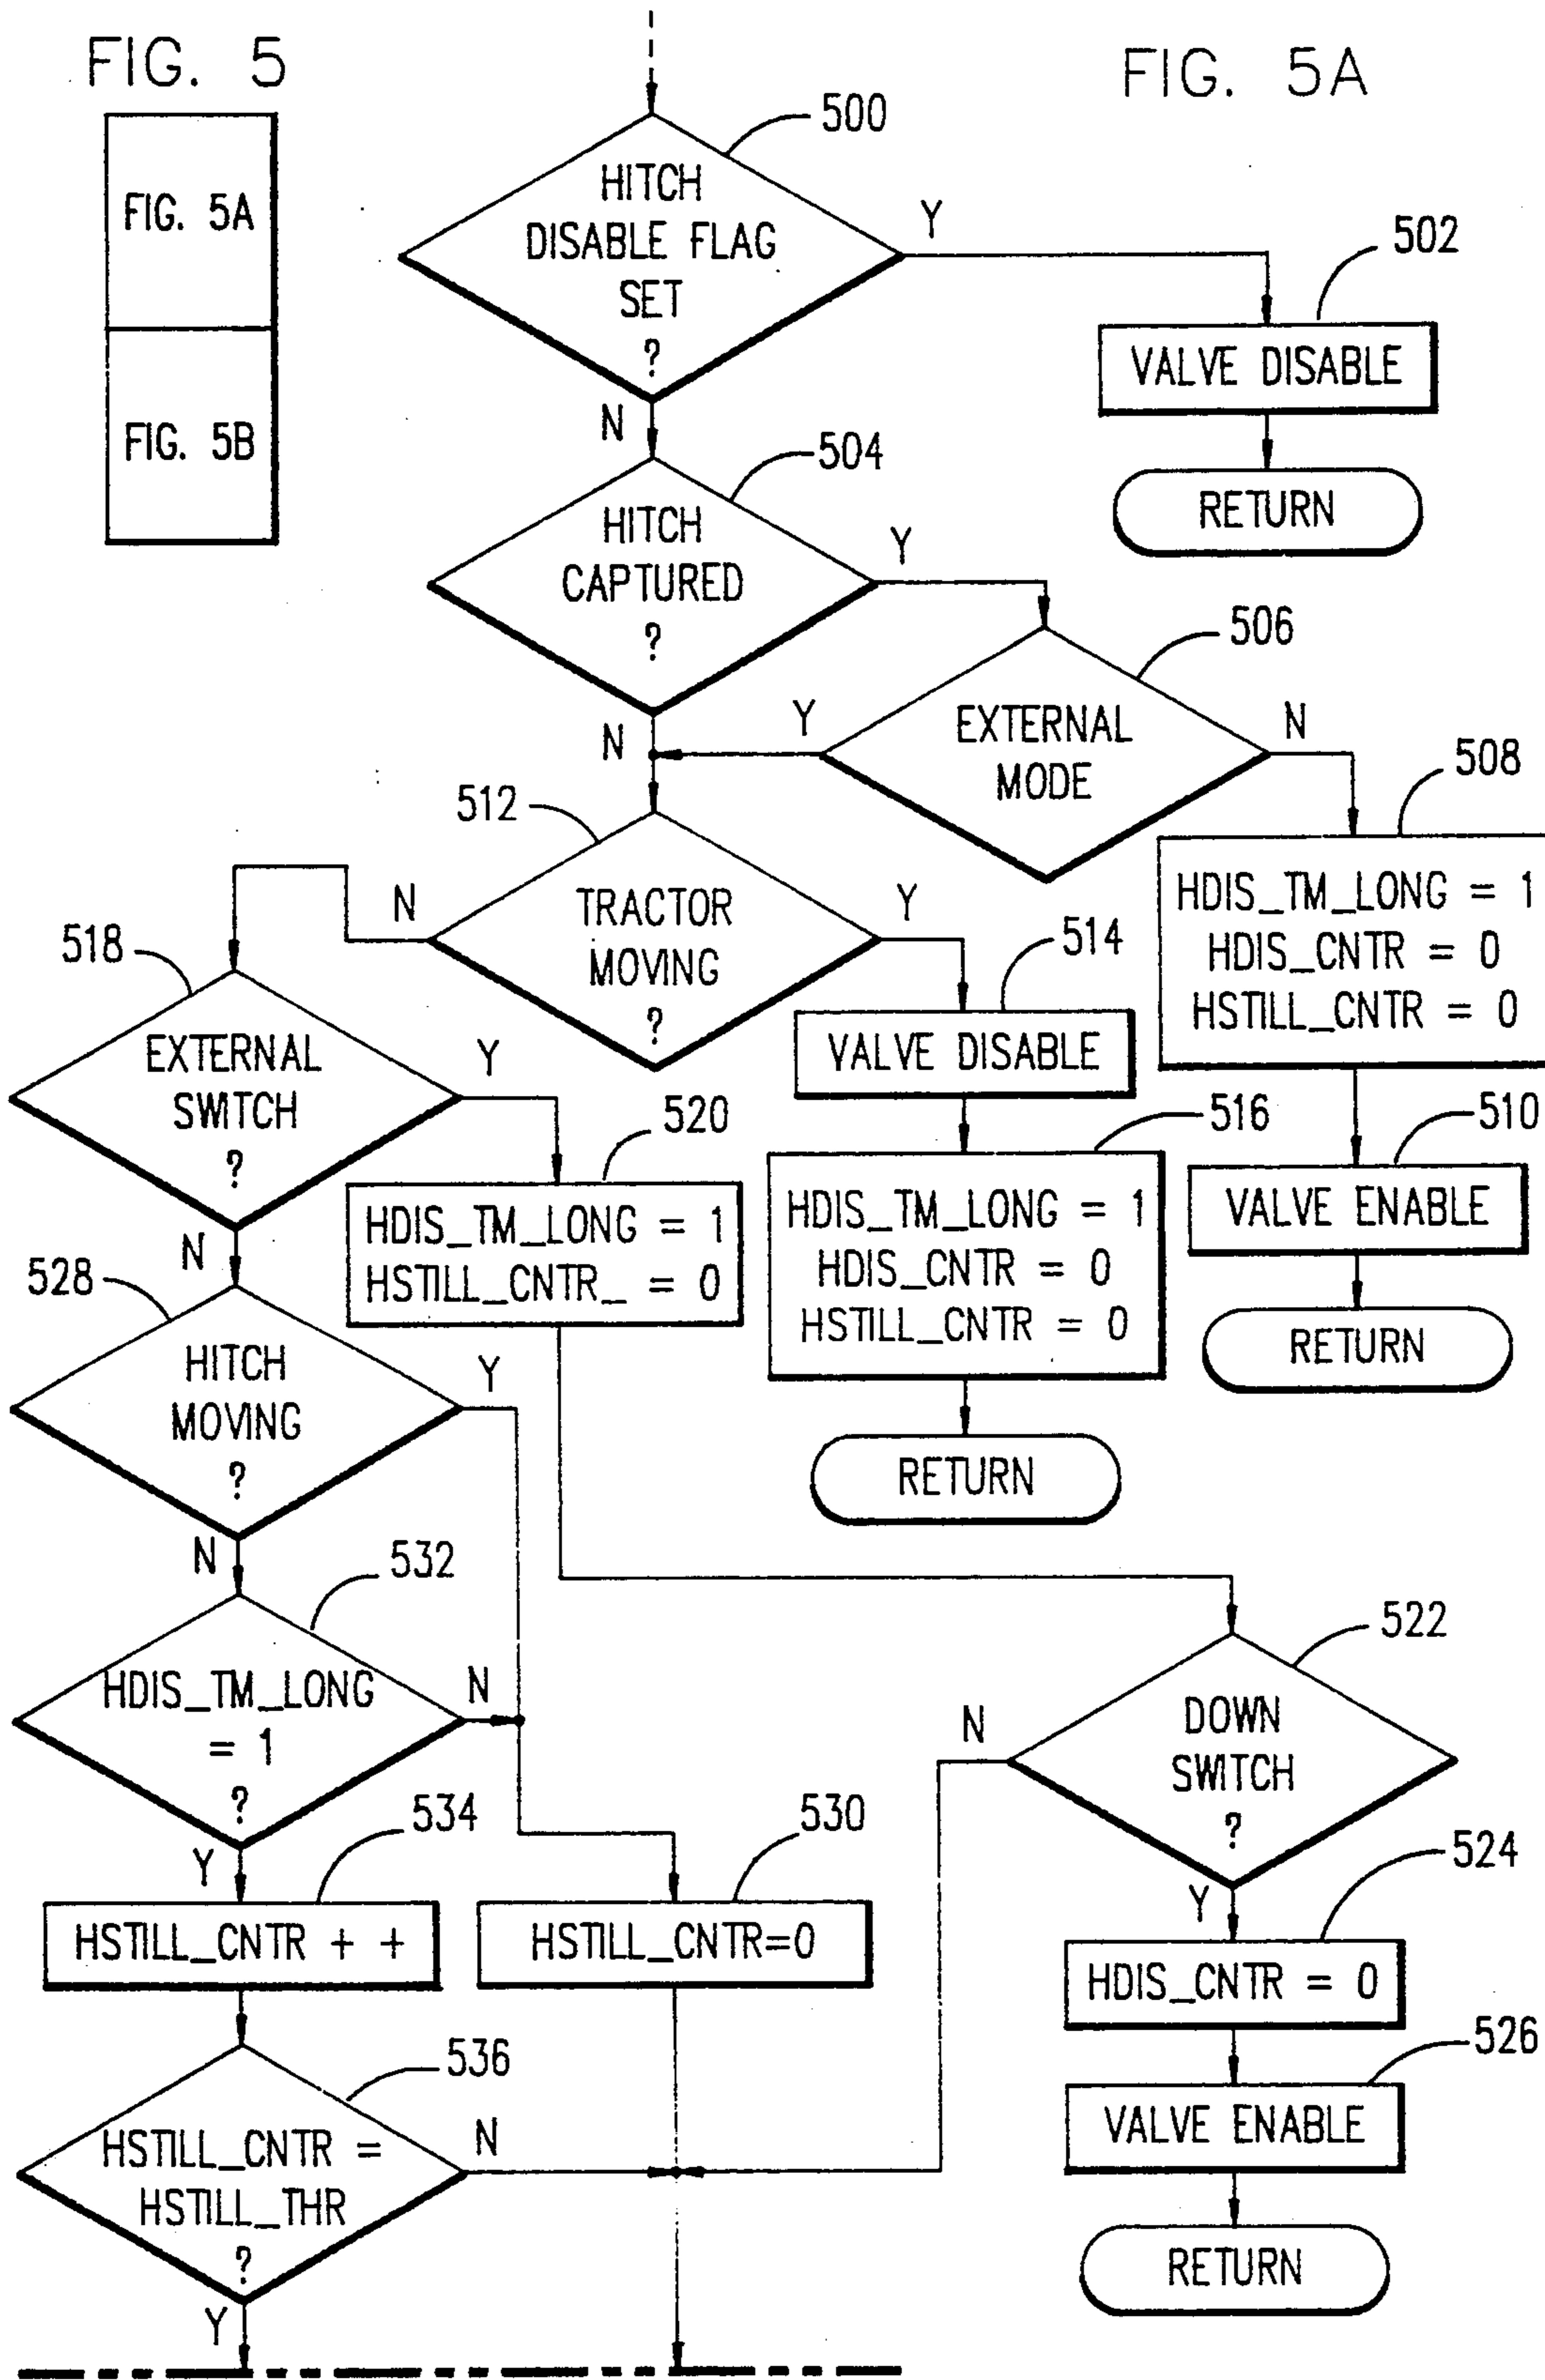 FIG. 5
FIG. 5A
FIG. 5A
FIG. 5B
500
HITCH
DISABLE FLAG
SET
?
Y
N
502
VALVE DISABLE
RETURN
504
HITCH
CAPTURED
?
Y
N
506
EXTERNAL
MODE
Y
N
508
HDIS_TM_LONG = 1
HDIS_CNTR = 0
HSTILL_CNTR = 0
510
VALVE ENABLE
RETURN
512
TRACTOR
MOVING
?
N
Y
514
VALVE DISABLE
516
HDIS_TM_LONG = 1
HDIS_CNTR = 0
HSTILL_CNTR = 0
RETURN
518
EXTERNAL
SWITCH
?
Y
N
520
HDIS_TM_LONG = 1
HSTILL_CNTR_ = 0
528
HITCH
MOVING
?
Y
N
532
HDIS_TM_LONG
= 1
?
N
Y
522
DOWN
SWITCH
?
N
Y
534
HSTILL_CNTR + +
530
HSTILL_CNTR=0
524
HDIS_CNTR = 0
526
VALVE ENABLE
RETURN
536
HSTILL_CNTR =
HSTILL_THR
?
N
Y